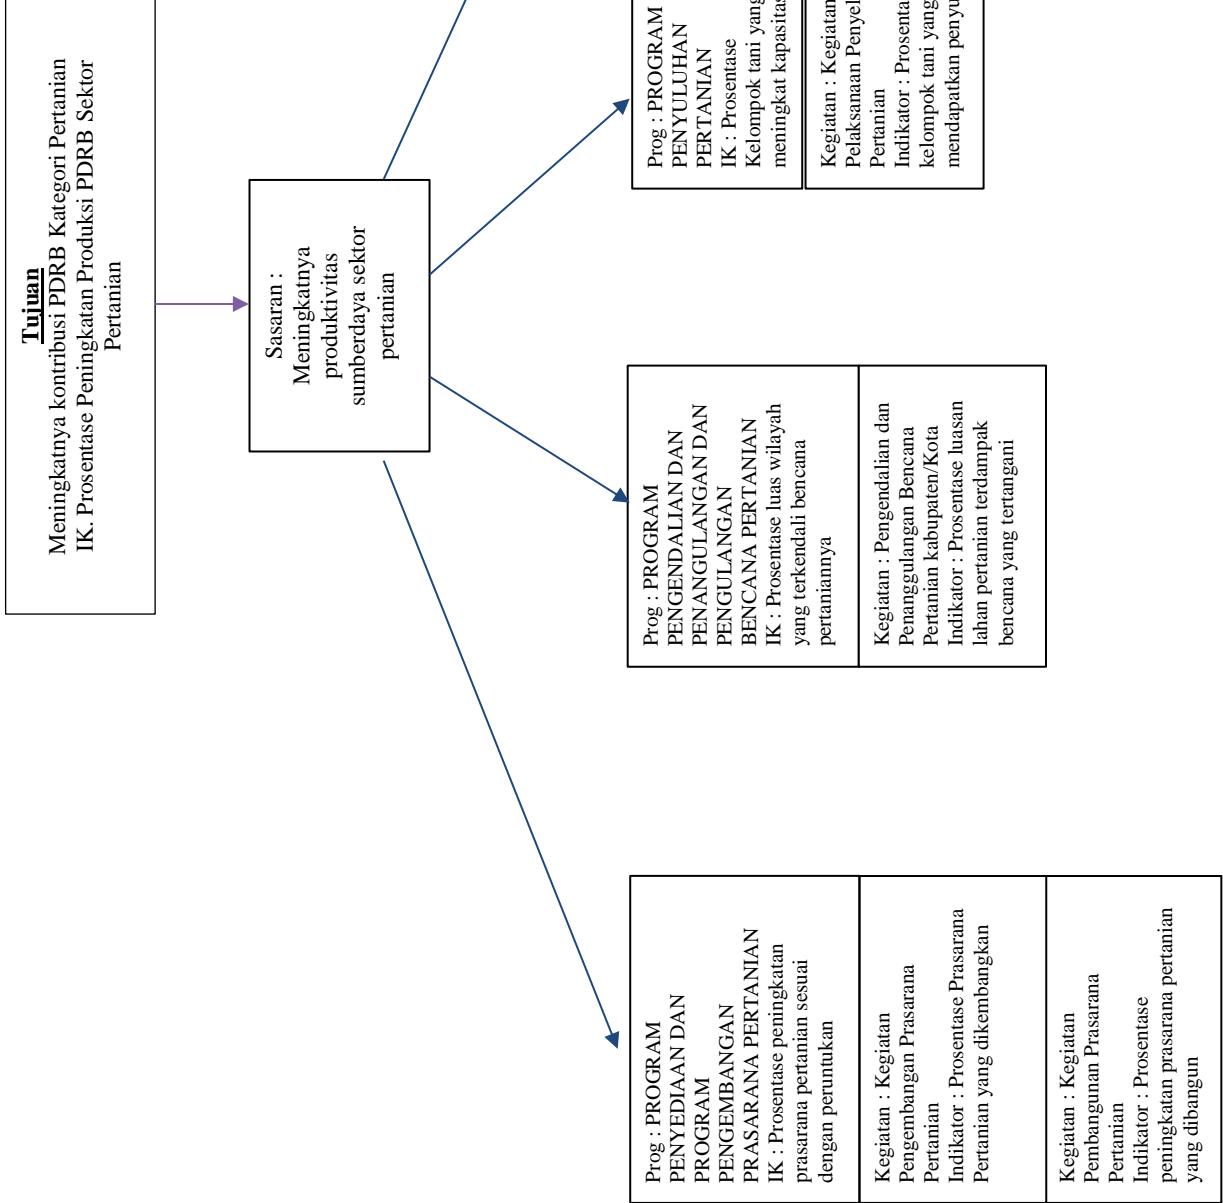 Tujuan
Meningkatnya kontribusi PDRB Kategori Pertanian
IK. Prosentase Peningkatan Produksi PDRB Sektor
Pertanian
Sasaran :
Meningkatnya
produktivitas
sumberdaya sektor
pertanian
Prog : PROGRAM
PENYEDIAAN DAN
PROGRAM
PENGEMBANGAN
PRASARANA PERTANIAN
IK : Prosentase peningkatan
prasarana pertanian sesuai
dengan peruntukan
Kegiatan : Kegiatan
Pengembangan Prasarana
Pertanian
Indikator : Prosentase Prasarana
Pertanian yang dikembangkan
Kegiatan : Kegiatan
Pembangunan Prasarana
Pertanian
Indikator : Prosentase
peningkatan prasarana pertanian
yang dibangun
Prog : PROGRAM
PENGENDALIAN DAN
PENANGULANGAN DAN
PENGULANGAN
BENCANA PERTANIAN
IK : Prosentase luas wilayah
yang terkendali bencana
pertaniannya
Kegiatan : Pengendalian dan
Penanggulangan Bencana
Pertanian kabupaten/Kota
Indikator : Prosentase luasan
lahan pertanian terdampak
bencana yang tertangani
Prog : PROGRAM
PENYULUHAN
PERTANIAN
IK : Prosentase
Kelompok tani yang
meningkat kapasitas
Kegiatan : Kegiatan
Pelaksanaan
Pertanian
Indikator :
kelompok tani yang
mendapatkan